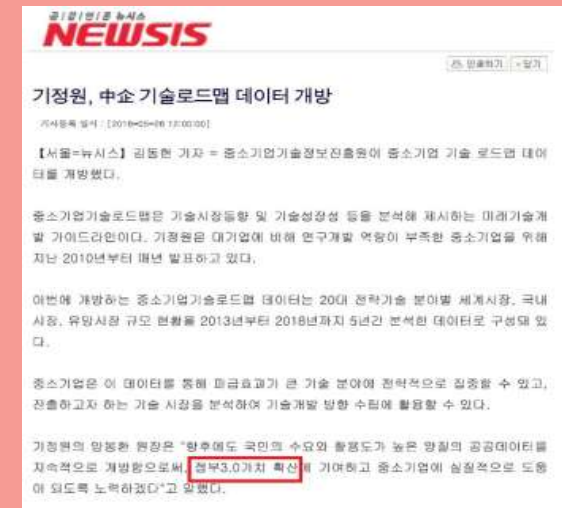 공감언론 뉴시스
NEWSIS
인쇄하기 닫기
기정원, 中企 기술로드맵 데이터 개방
기사등록 일시 : [2016-05-26 12:00:00]
【서울=뉴시스】 김동현 기자 = 중소기업기술정보진흥원이 중소기업 기술 로드맵 데이
터를 개방했다.
중소기업기술로드맵은 기술시장동향 및 기술성장성 등을 분석해 제시하는 미래기술개
발 가이드라인이다. 기정원은 대기업에 비해 연구개발 역량이 부족한 중소기업을 위해
지난 2010년부터 매년 발표하고 있다.
이번에 개방하는 중소기업기술로드맵 데이터는 20대 전략기술 분야별 세계시장, 국내
시장, 유망시장 규모 현황을 2013년부터 2018년까지 5년간 분석한 데이터로 구성돼 있
다.
중소기업은 이 데이터를 통해 파급효과가 큰 기술 분야에 전략적으로 집중할 수 있고,
진출하고자 하는 기술 시장을 분석하여 기술개발 방향 수립에 활용할 수 있다.
기정원의 양봉환 원장은 "향후에도 국민의 수요와 활용도가 높은 양질의 공공데이터를
지속적으로 개방함으로써, 정부3.0가치 확산에 기여하고 중소기업에 실질적으로 도움
이 되도록 노력하겠다"고 말했다.